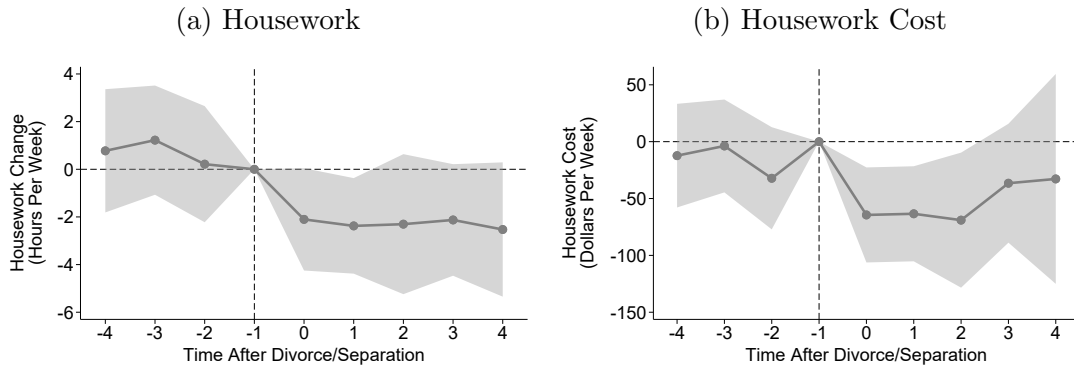 (a) Housework
(b) Housework Cost
Housework Change
(Hours Per Week)
4
2
0
-2
-4
-6
-4 -3 -2 -1 0 1 2 3 4
Time After Divorce/Separation
Housework Cost
(Dollars Per Week)
50
0
-50
-100
-150
-4 -3 -2 -1 0 1 2 3 4
Time After Divorce/Separation